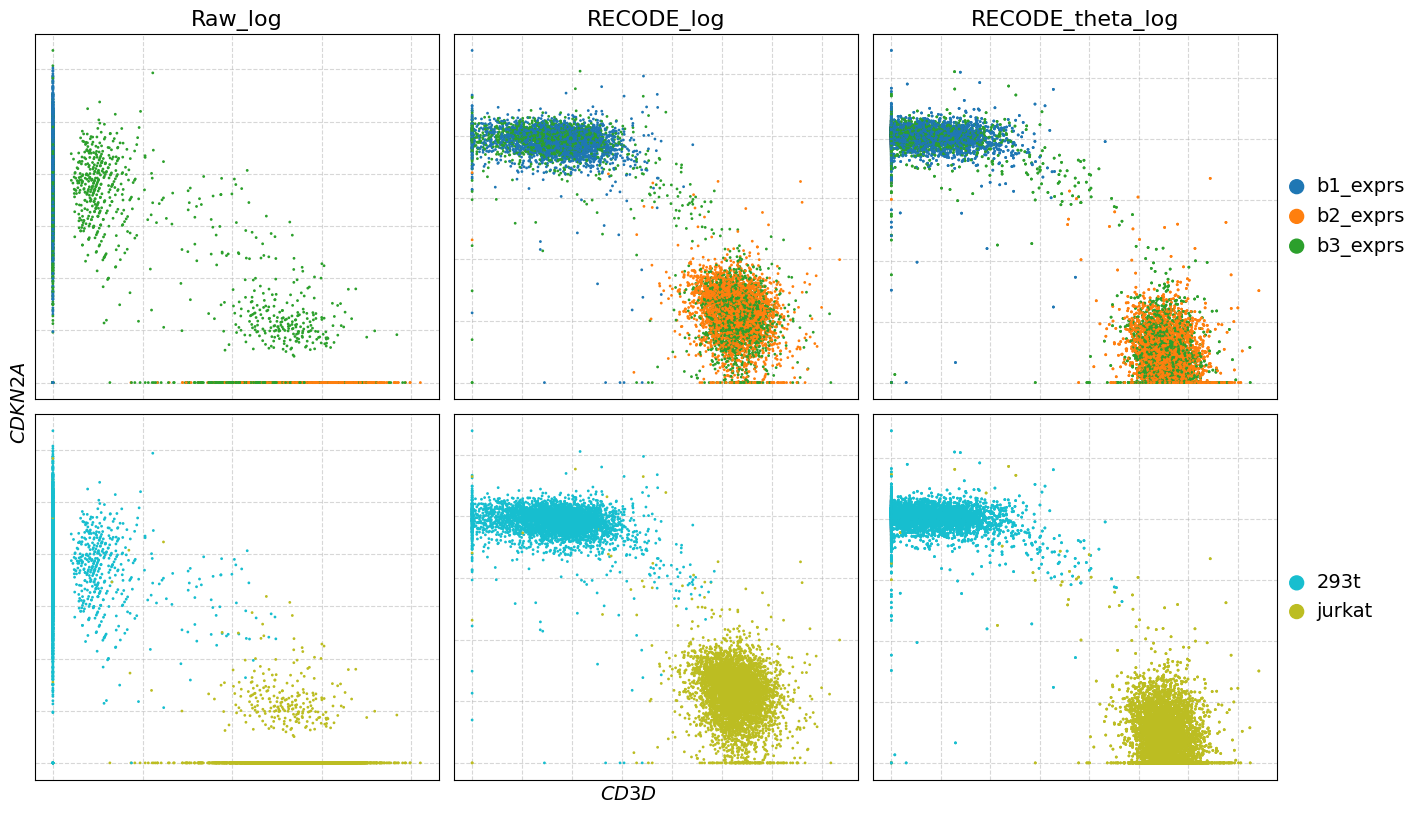 Raw_log
RECODE_log
RECODE_theta_log
b1_exprs
b2_exprs
b3_exprs
CDKN2A
293t
jurkat
CD3D